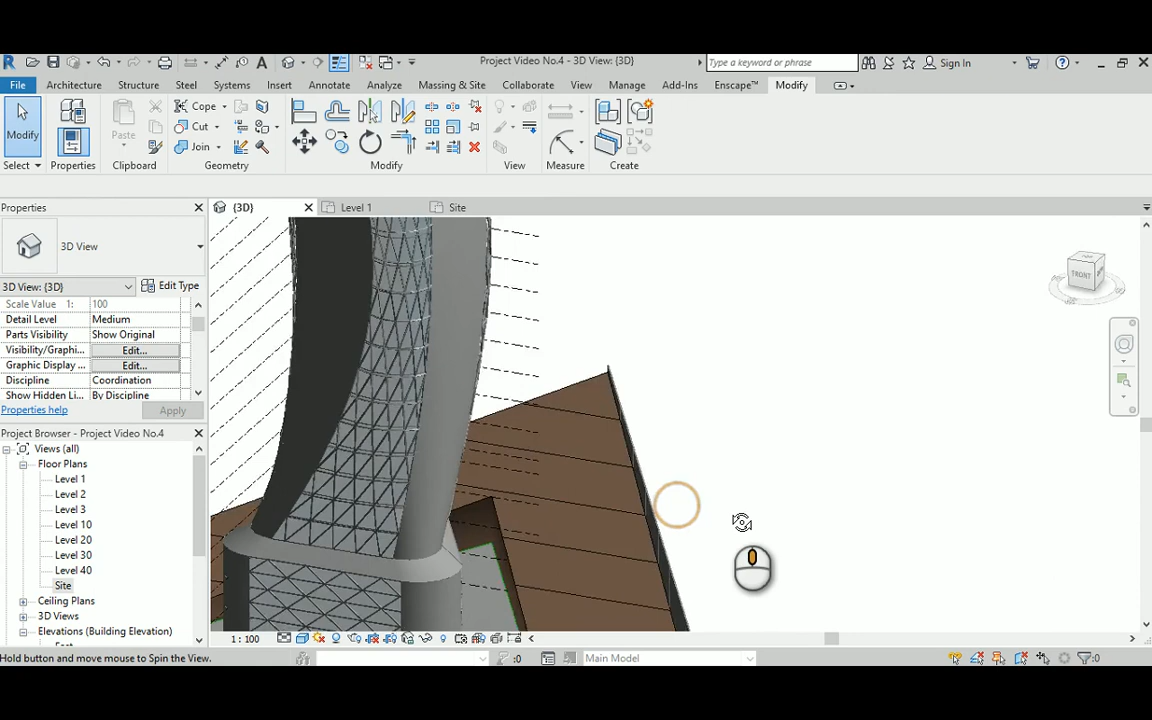 Project Video No.4 - 3D View: {3D}
Type a keyword or phrase
Sign In
File
Architecture
Structure
Steel
Systems
Insert
Annotate
Analyze
Massing & Site
Collaborate
View
Manage
Add-Ins
Enscape™
Modify
Modify
Properties
Paste
Cope
Cut
Join
Select
Properties
Clipboard
Geometry
Modify
View
Measure
Create
Properties
{3D}
Level 1
Site
3D View
3D View: {3D}
Edit Type
Scale Value 1:
100
Detail Level
Medium
Parts Visibility
Show Original
Visibility/Graphi...
Edit...
Graphic Display ...
Edit...
Discipline
Coordination
Show Hidden Li...
By Discipline
Properties help
Apply
FRONT
Project Browser - Project Video No.4
Views (all)
Floor Plans
Level 1
Level 2
Level 3
Level 10
Level 20
Level 30
Level 40
Site
Ceiling Plans
3D Views
Elevations (Building Elevation)
1 : 100
Hold button and move mouse to Spin the View.
:0
Main Model
:0